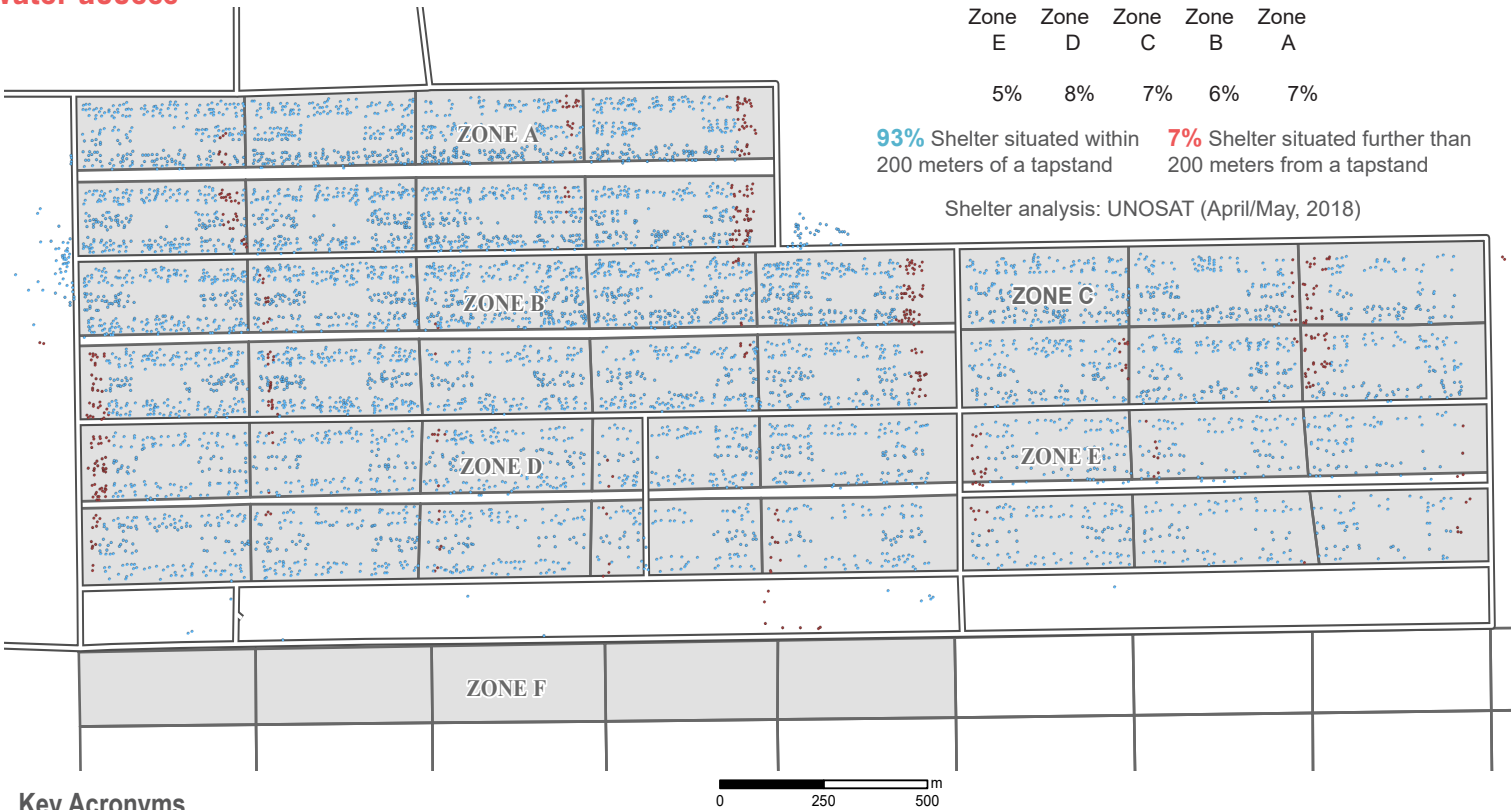 water access
Zone Zone Zone Zone Zone
E D C B A
5% 8% 7% 6% 7%
93% Shelter situated within
200 meters of a tapstand
7% Shelter situated further than
200 meters from a tapstand
Shelter analysis: UNOSAT (April/May, 2018)
ZONE A
ZONE B
ZONE C
ZONE D
ZONE E
ZONE F
m
0 250 500
Key Acronyms